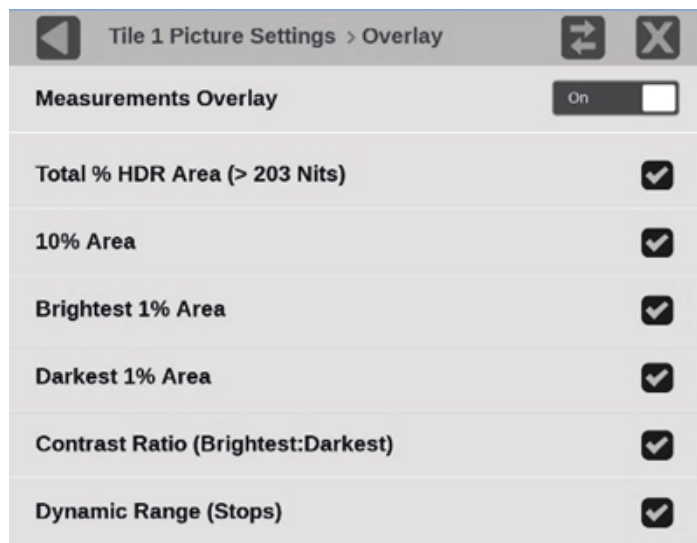 Tile 1 Picture Settings > Overlay
Measurements Overlay
On
Total % HDR Area (> 203 Nits)
10% Area
Brightest 1% Area
Darkest 1% Area
Contrast Ratio (Brightest:Darkest)
Dynamic Range (Stops)